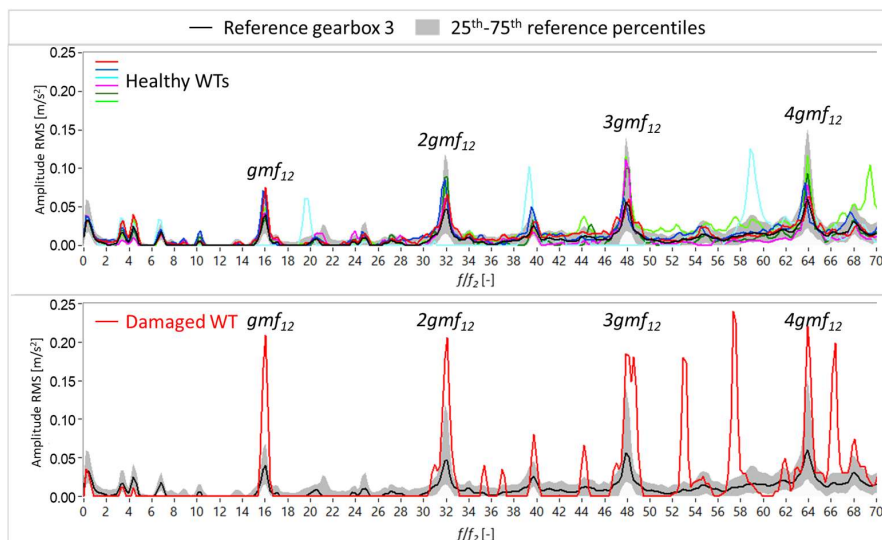 Reference gearbox 3 25th-75th reference percentiles
0.25
0.20
0.15
0.10
0.05
0.00
Amplitude RMS [m/s²]
Healthy WTs
gmf12
2gmf12
3gmf12
4gmf12
0 2 4 6 8 10 12 14 16 18 20 22 24 26 28 30 32 34 36 38 40 42 44 46 48 50 52 54 56 58 60 62 64 66 68 70
f/f2 [-]
0.25
0.20
0.15
0.10
0.05
0.00
Amplitude RMS [m/s²]
Damaged WT
gmf12
2gmf12
3gmf12
4gmf12
0 2 4 6 8 10 12 14 16 18 20 22 24 26 28 30 32 34 36 38 40 42 44 46 48 50 52 54 56 58 60 62 64 66 68 70
f/f2 [-]